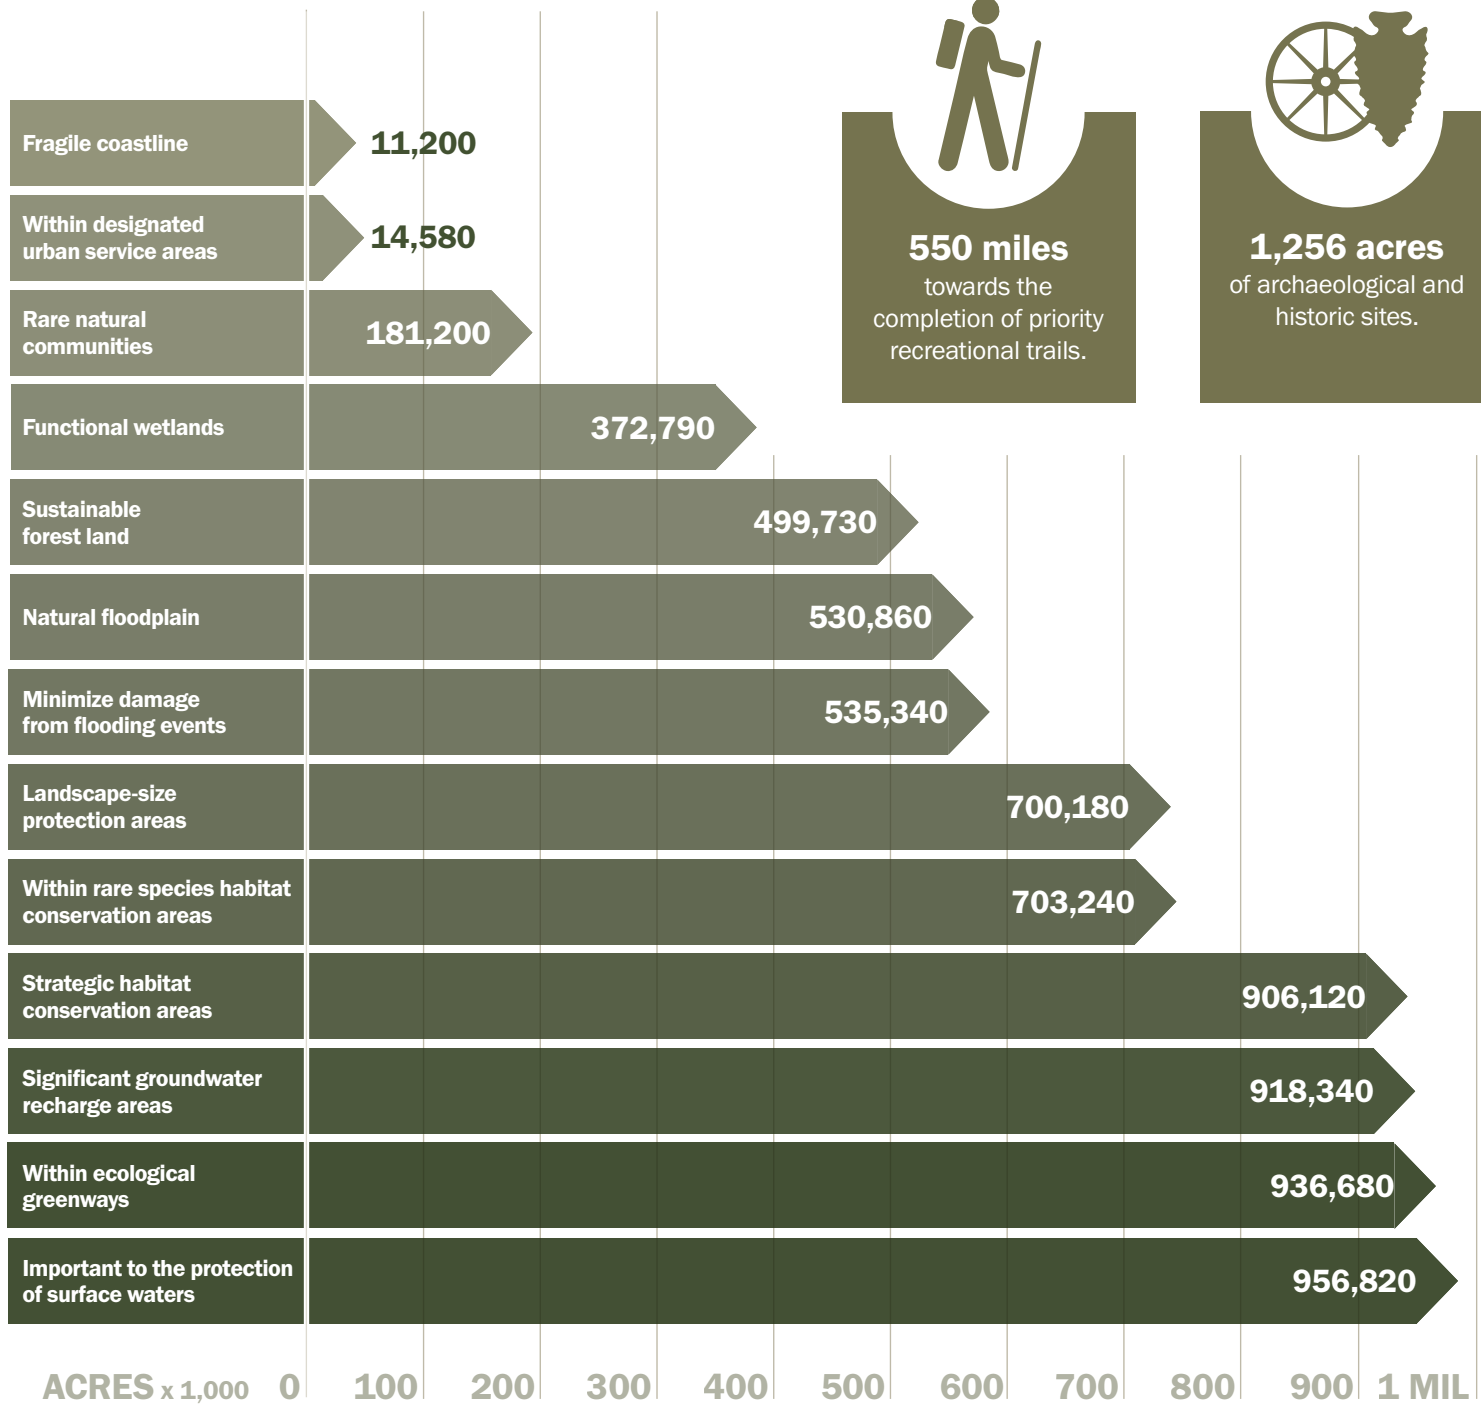 Fragile coastline
11,200
Within designated
urban service areas
14,580
Rare natural
communities
181,200
Functional wetlands
372,790
Sustainable
forest land
499,730
Natural floodplain
530,860
Minimize damage
from flooding events
535,340
Landscape-size
protection areas
700,180
Within rare species habitat
conservation areas
703,240
Strategic habitat
conservation areas
906,120
Significant groundwater
recharge areas
918,340
Within ecological
greenways
936,680
Important to the protection
of surface waters
956,820
ACRES x 1,000 0 100 200 300 400 500 600 700 800 900 1 MIL
550 miles
towards the
completion of priority
recreational trails.
1,256 acres
of archaeological and
historic sites.